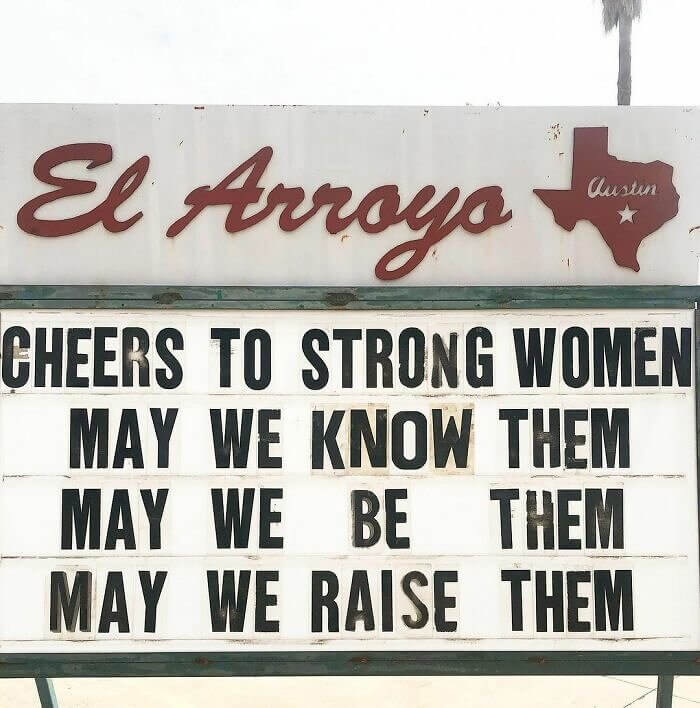 El Arroyo
Austin
CHEERS TO STRONG WOMEN
MAY WE KNOW THEM
MAY WE BE THEM
MAY WE RAISE THEM